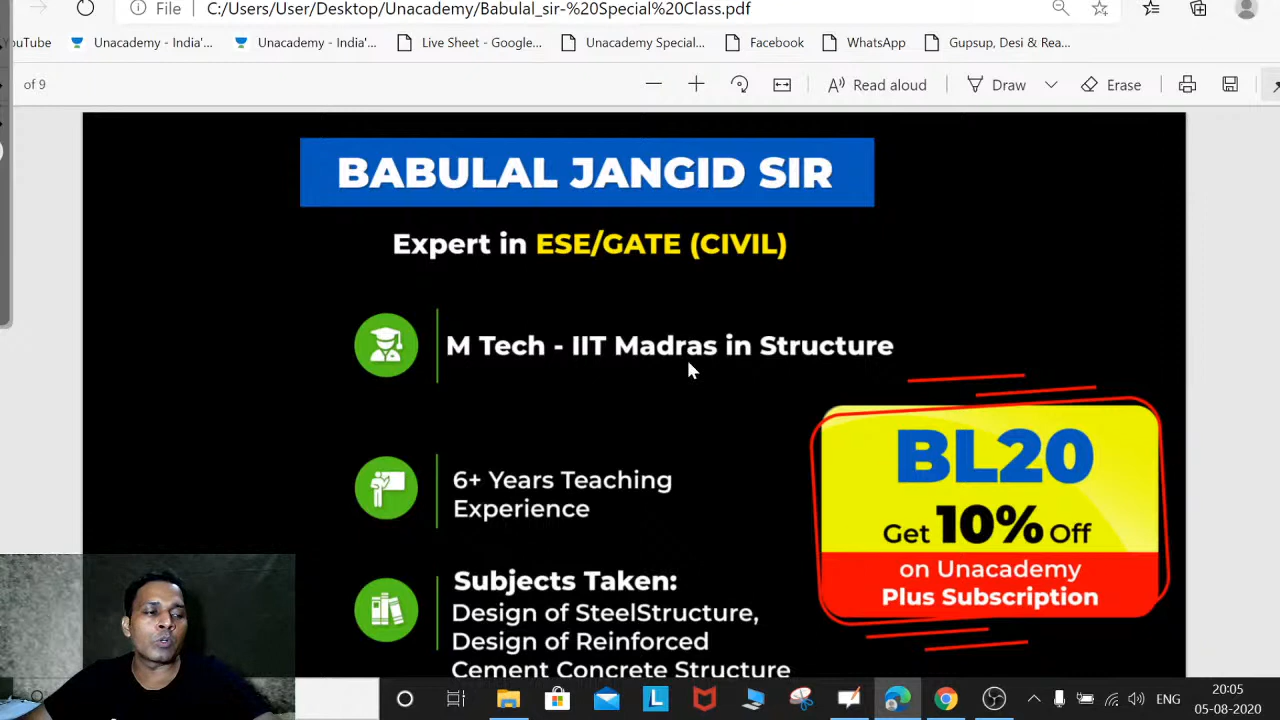 File C:/Users/User/Desktop/Unacademy/Babulal_sir-%20Special%20Class.pdf
YouTube Unacademy - India'... Unacademy - India'... Live Sheet - Google... Unacademy Special... Facebook WhatsApp Gupsup, Desi & Rea...
of 9 Read aloud Draw Erase
BABULAL JANGID SIR
Expert in ESE/GATE (CIVIL)
M Tech - IIT Madras in Structure
BL20
Get 10% Off
on Unacademy
Plus Subscription
6+ Years Teaching
Experience
Subjects Taken:
Design of SteelStructure,
Design of Reinforced
Cement Concrete Structure
ENG
20:05
05-08-2020